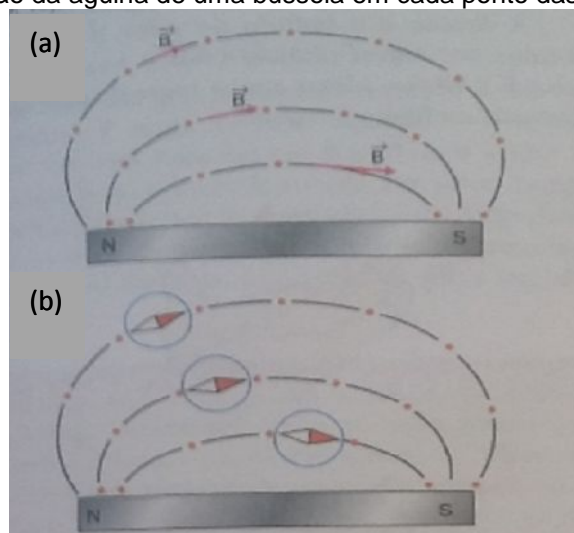 ão da agulha de uma bússola em cada ponto das
(a)
B
B
B
N S
(b)
N S